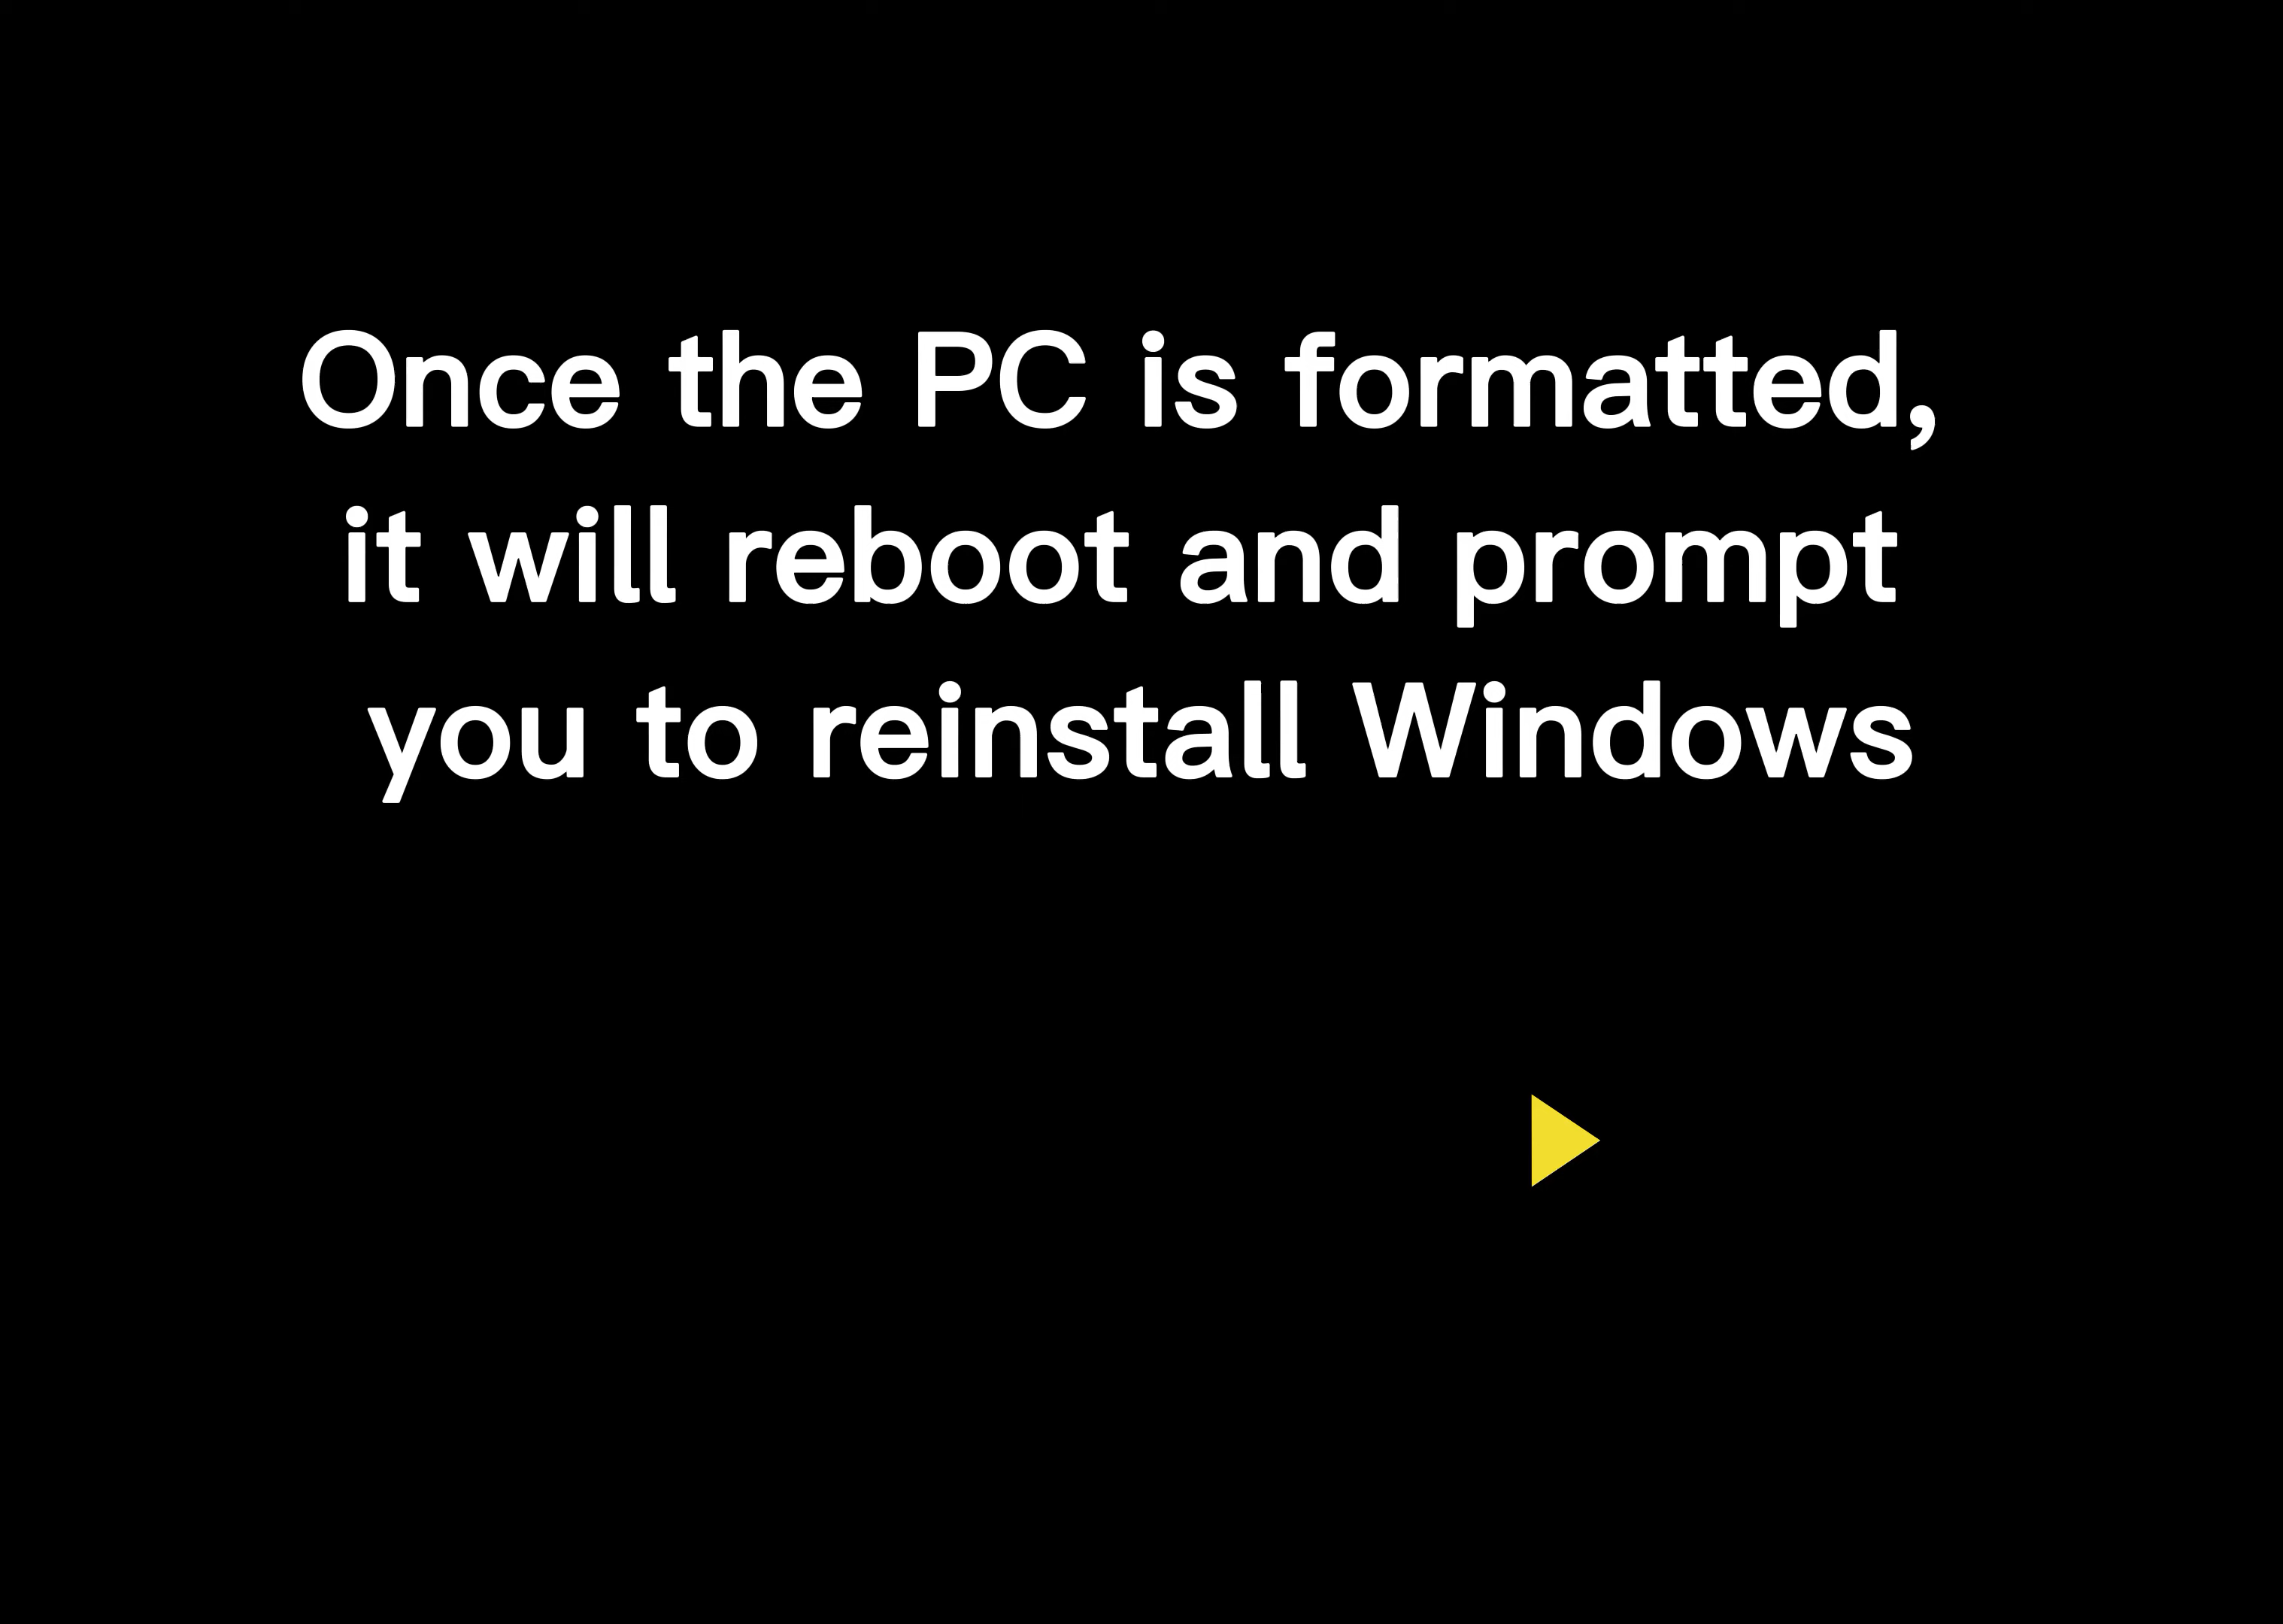 Once the PC is formatted,
it will reboot and prompt
you to reinstall Windows